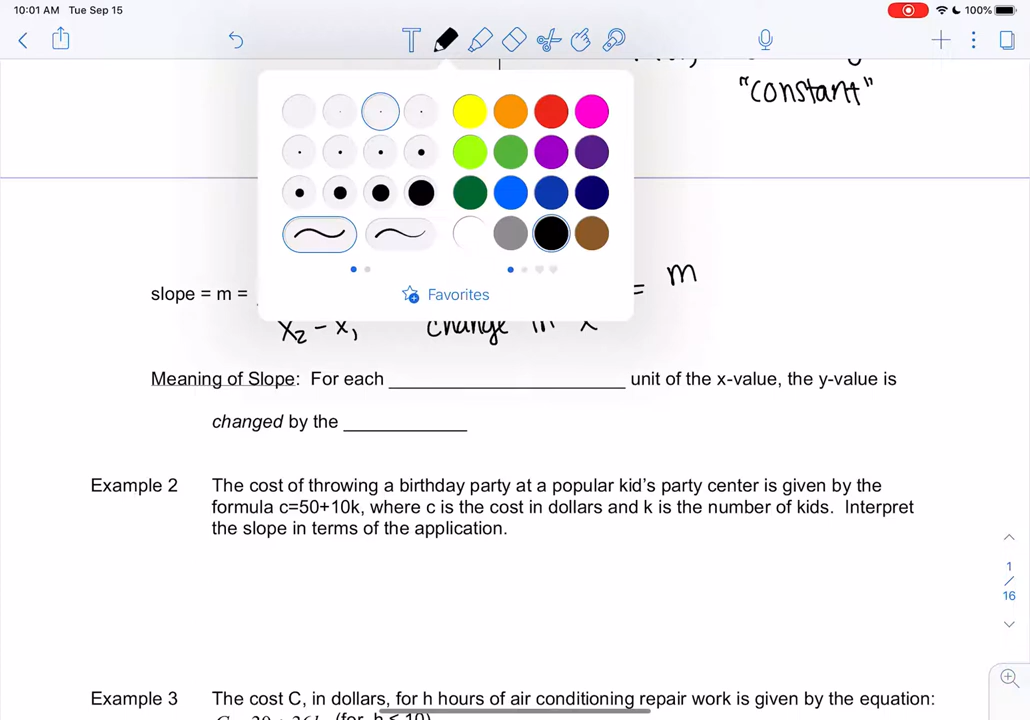 10:01 AM Tue Sep 15
100%
T
"constant"
slope = m =
= m
x₂ - x₁ change in x
Meaning of Slope: For each ____________________ unit of the x-value, the y-value is
changed by the ___________
Example 2 The cost of throwing a birthday party at a popular kid's party center is given by the
formula c=50+10k, where c is the cost in dollars and k is the number of kids. Interpret
the slope in terms of the application.
Example 3 The cost C, in dollars, for h hours of air conditioning repair work is given by the equation:
(for h ≤ 10)
Favorites
1
/
16